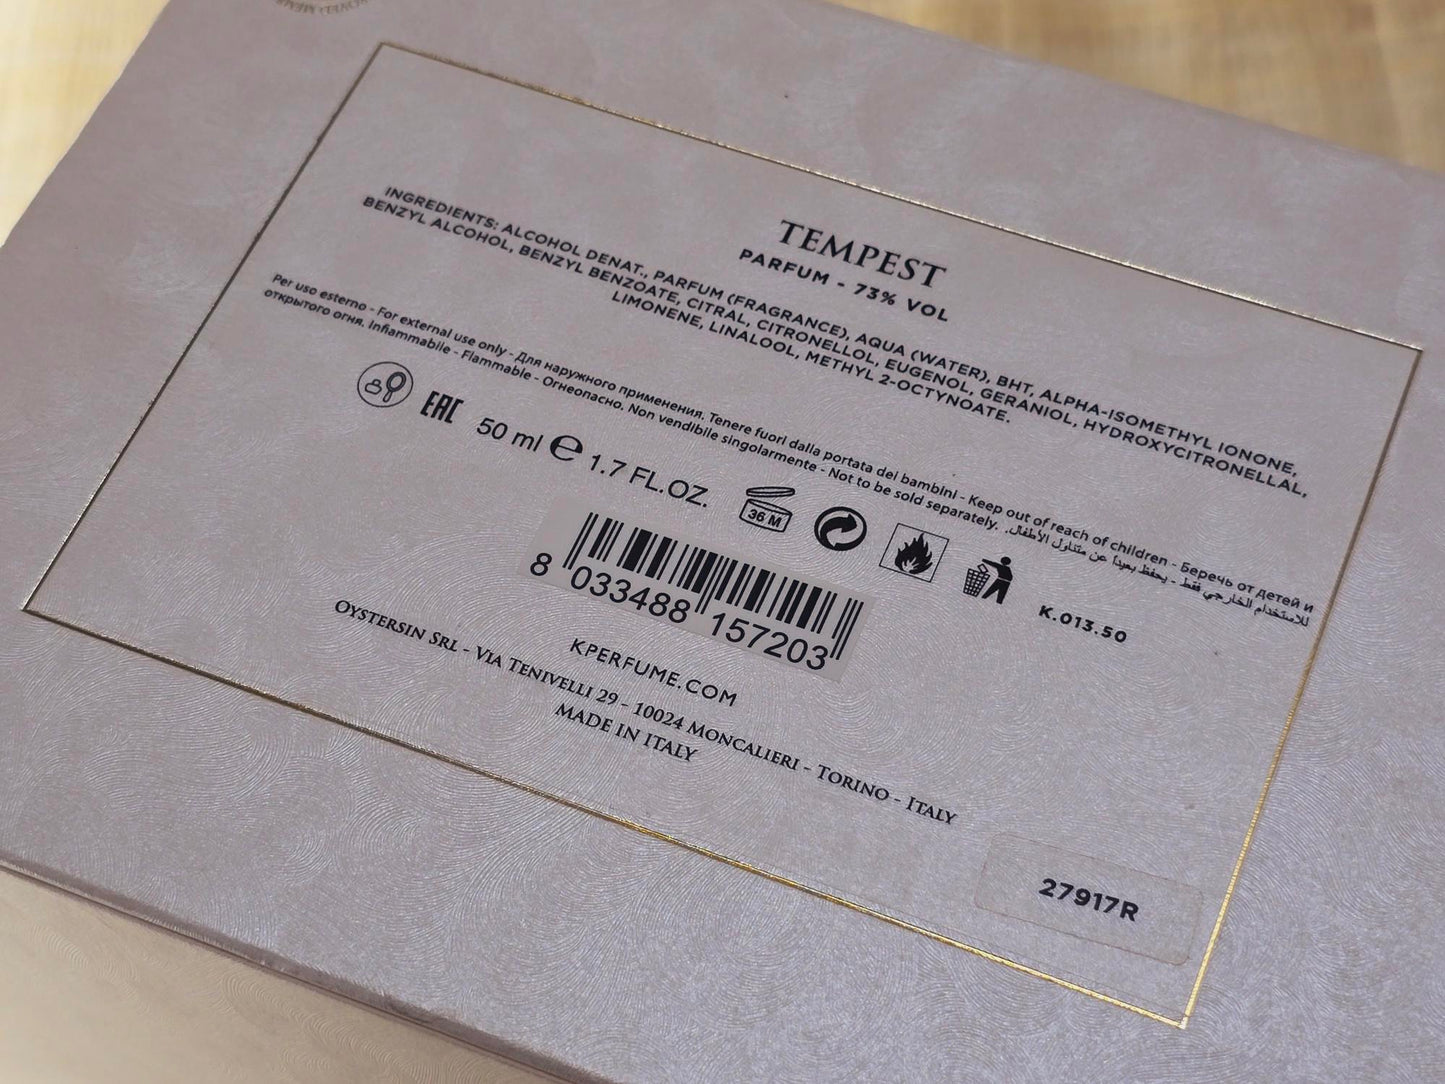 TEMPEST
PARFUM - 73% VOL
INGREDIENTS: ALCOHOL DENAT., PARFUM (FRAGRANCE), AQUA (WATER), BHT, ALPHA-ISOMETHYL IONONE,
BENZYL ALCOHOL, BENZYL BENZOATE, CITRAL, CITRONELLOL, EUGENOL, GERANIOL, HYDROXYCITRONELLAL,
LIMONENE, LINALOOL, METHYL 2-OCTYNOATE.
Per uso esterno - For external use only - Для наружного применения. Tenere fuori dalla portata dei bambini - Keep out of reach of children - Беречь от детей и
открытого огня. Infiammabile - Flammable - Огнеопасно. Non vendibile singolarmente - Not to be sold separately. للاستخدام الخارجي فقط - يحفظ بعيدا عن متناول الأطفال.
EAC 50 ml ℮ 1.7 FL.OZ. 36 M
K.013.50
8 033488 157203
KPERFUME.COM
OYSTERSIN SRL - VIA TENIVELLI 29 - 10024 MONCALIERI - TORINO - ITALY
MADE IN ITALY
27917R